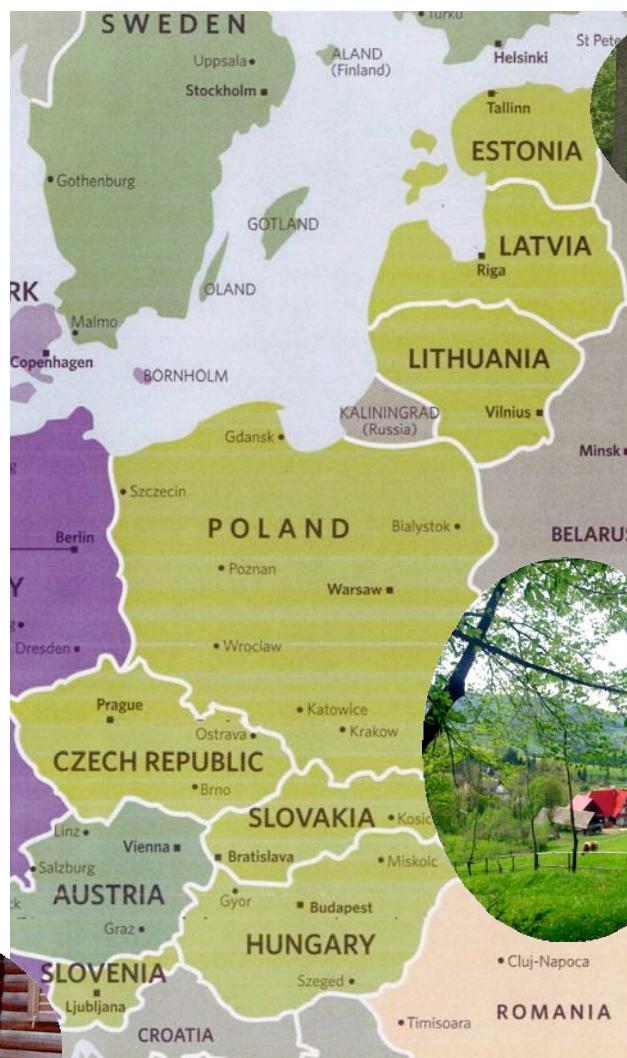 SWEDEN
Turku
Uppsala
ALAND
(Finland)
Helsinki
St Pete
Stockholm
Tallinn
ESTONIA
Gothenburg
GOTLAND
LATVIA
Riga
OLAND
RK
Malmo
Copenhagen
BORNHOLM
LITHUANIA
KALININGRAD
(Russia)
Vilnius
Gdansk
Minsk
Szczecin
POLAND
Bialystok
BELARUS
Berlin
Poznan
Warsaw
Y
g
Dresden
Wroclaw
Prague
Katowice
Ostrava
Krakow
CZECH REPUBLIC
Brno
SLOVAKIA
Kosic
Linz
Vienna
Bratislava
Miskolc
Salzburg
AUSTRIA
ck
Gyor
Budapest
Graz
HUNGARY
Cluj-Napoca
SLOVENIA
Szeged
Ljubljana
ROMANIA
Timisoara
CROATIA